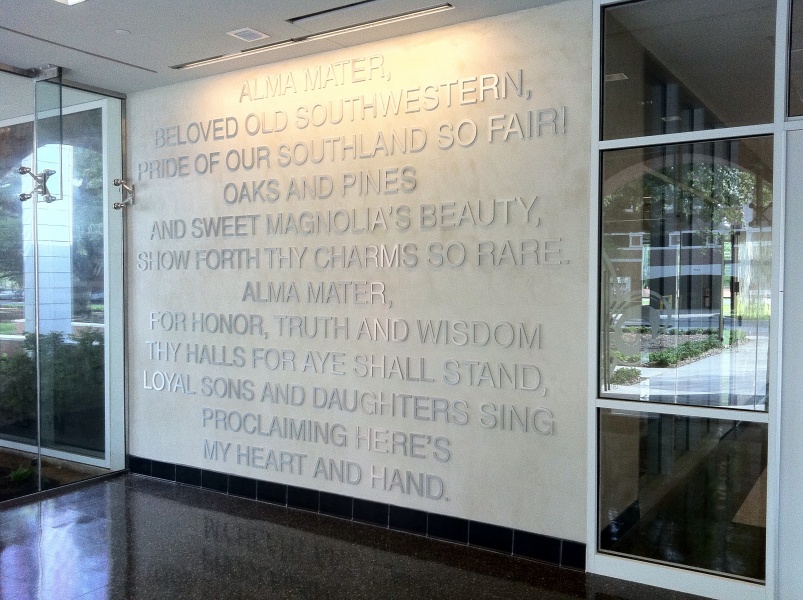 ALMA MATER,
BELOVED OLD SOUTHWESTERN,
PRIDE OF OUR SOUTHLAND SO FAIR!
OAKS AND PINES
AND SWEET MAGNOLIA'S BEAUTY,
SHOW FORTH THY CHARMS SO RARE.
ALMA MATER,
FOR HONOR, TRUTH AND WISDOM
THY HALLS FOR AYE SHALL STAND,
LOYAL SONS AND DAUGHTERS SING
PROCLAIMING HERE'S
MY HEART AND HAND.